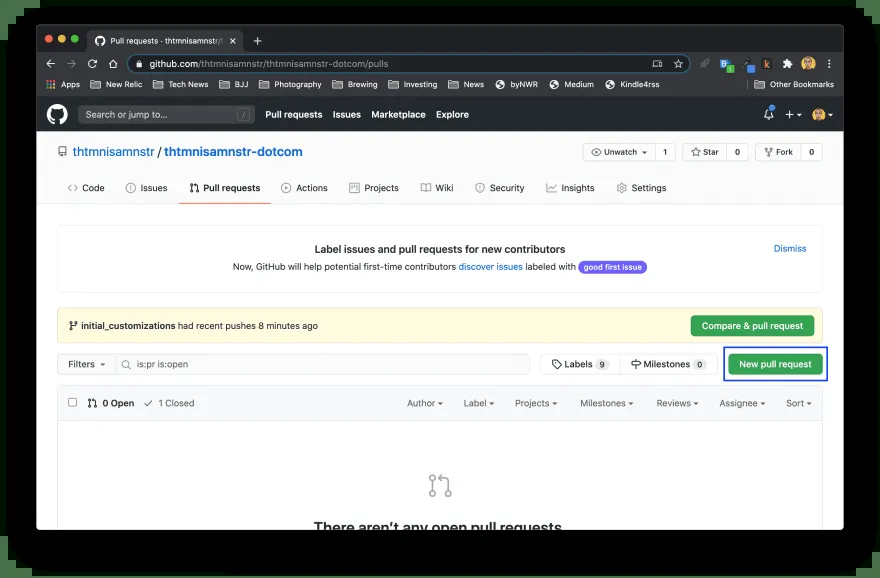 Pull requests · thtmnisamnstr/
github.com/thtmnisamnstr/thtmnisamnstr-dotcom/pulls
Apps New Relic Tech News BJJ Photography Brewing Investing News byNWR Medium Kindle4rss Other Bookmarks
Search or jump to... / Pull requests Issues Marketplace Explore
thtmnisamnstr / thtmnisamnstr-dotcom Unwatch 1 Star 0 Fork 0
Code Issues Pull requests Actions Projects Wiki Security Insights Settings
Label issues and pull requests for new contributors Dismiss
Now, GitHub will help potential first-time contributors discover issues labeled with good first issue
initial_customizations had recent pushes 8 minutes ago Compare & pull request
Filters is:pr is:open Labels 9 Milestones 0 New pull request
0 Open 1 Closed Author Label Projects Milestones Reviews Assignee Sort
There aren't any open pull requests